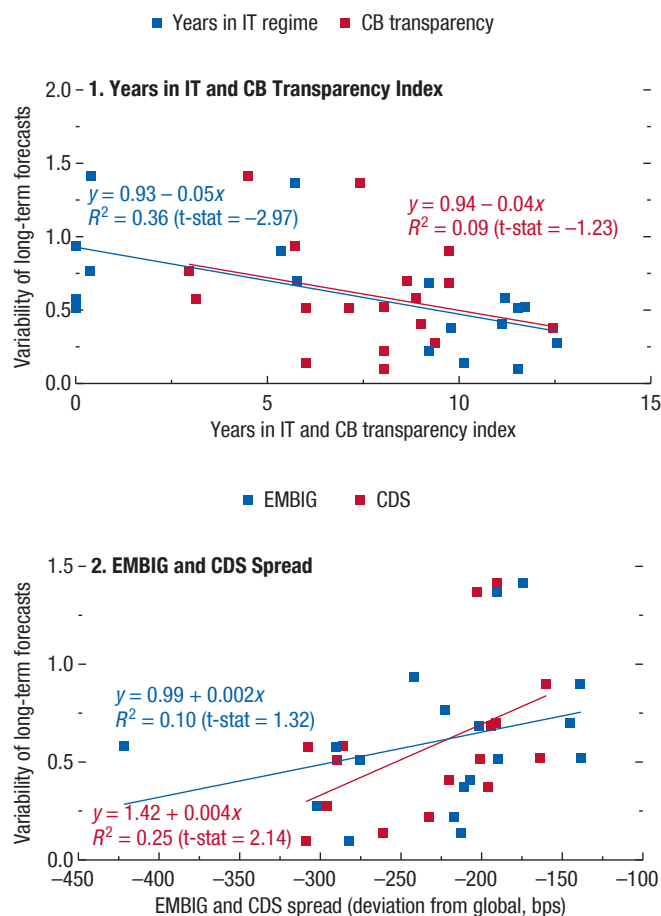 Years in IT regime CB transparency
1. Years in IT and CB Transparency Index
Variability of long-term forecasts
2.0
1.5
1.0
0.5
0.0
y = 0.93 – 0.05x
R² = 0.36 (t-stat = –2.97)
y = 0.94 – 0.04x
R² = 0.09 (t-stat = –1.23)
0 5 10 15
Years in IT and CB transparency index
EMBIG CDS
2. EMBIG and CDS Spread
Variability of long-term forecasts
1.5
1.0
0.5
0.0
y = 0.99 + 0.002x
R² = 0.10 (t-stat = 1.32)
y = 1.42 + 0.004x
R² = 0.25 (t-stat = 2.14)
–450 –400 –350 –300 –250 –200 –150 –100
EMBIG and CDS spread (deviation from global, bps)